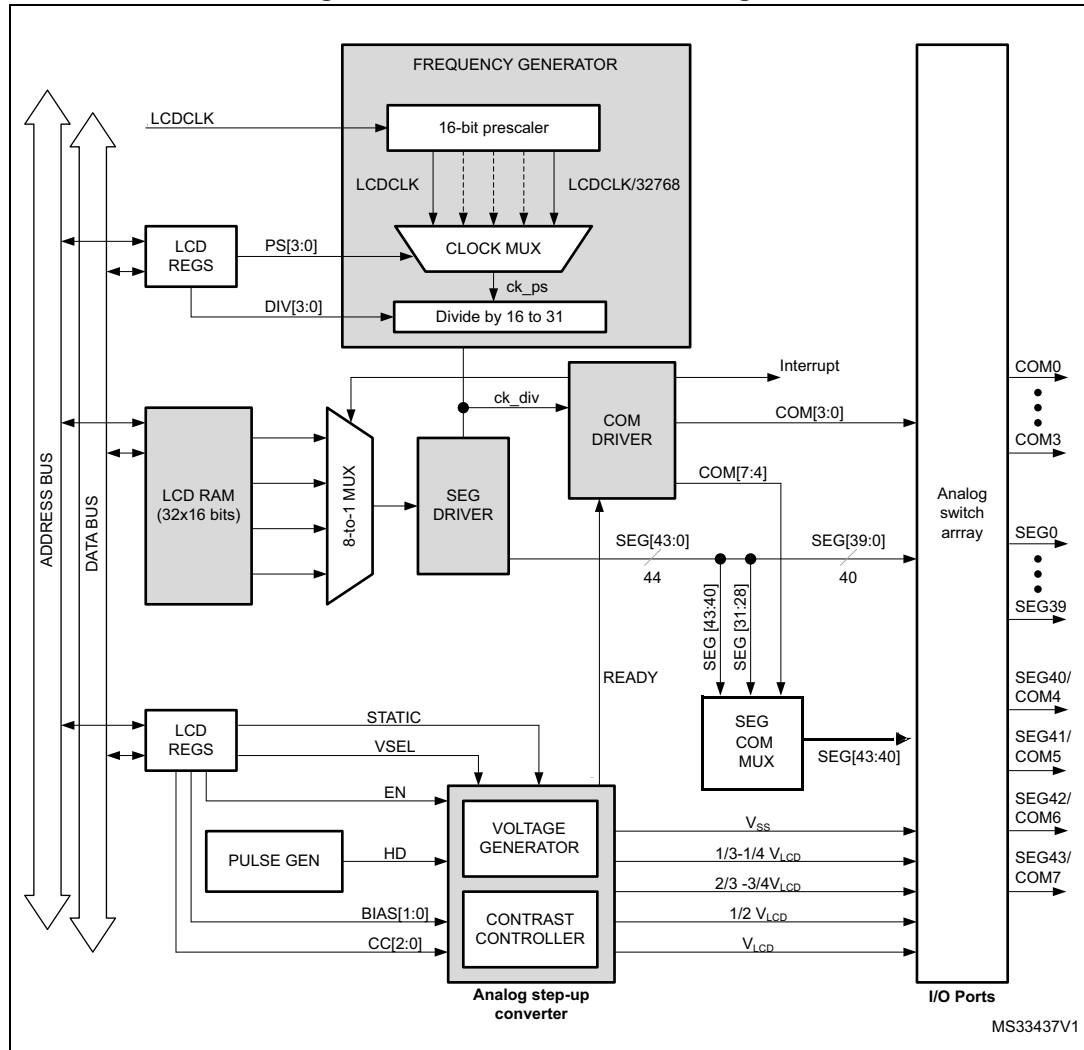 FREQUENCY GENERATOR
LCDCLK
16-bit prescaler
LCDCLK
LCDCLK/32768
LCD
REGS
PS[3:0]
CLOCK MUX
ck_ps
DIV[3:0]
Divide by 16 to 31
Interrupt
COM0
ck_div
COM
DRIVER
COM[3:0]
COM3
ADDRESS BUS
DATA BUS
LCD RAM
(32x16 bits)
8-to-1 MUX
SEG
DRIVER
COM[7:4]
Analog
switch
arrray
SEG[43:0]
44
SEG[39:0]
40
SEG0
SEG39
SEG [43:40]
SEG [31:28]
READY
SEG40/
COM4
LCD
REGS
STATIC
VSEL
SEG
COM
MUX
SEG[43:40]
SEG41/
COM5
EN
SEG42/
COM6
PULSE GEN
HD
VOLTAGE
GENERATOR
VSS
1/3-1/4 VLCD
SEG43/
COM7
2/3 -3/4VLCD
BIAS[1:0]
CONTRAST
CONTROLLER
1/2 VLCD
CC[2:0]
VLCD
Analog step-up
converter
I/O Ports
MS33437V1